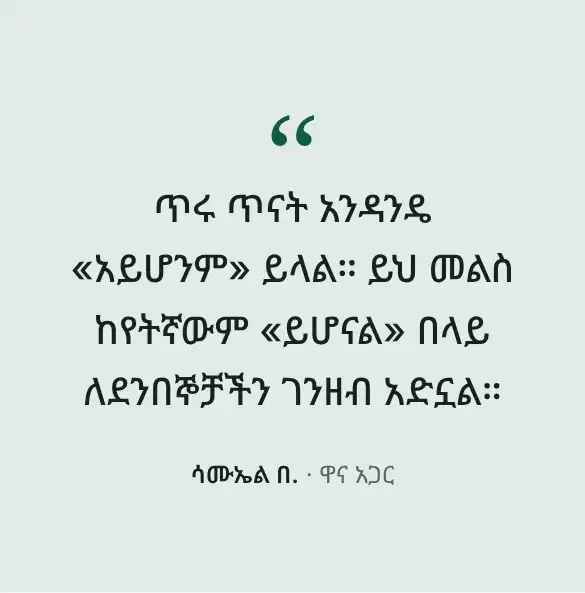 “
ጥሩ ጥናት አንዳንዴ
«አይሆንም» ይላል። ይህ መልስ
ከየትኛውም «ይሆናል» በላይ
ለደንበኞቻችን ገንዘብ አድኗል።
ሳሙኤል በ. · ዋና አጋር